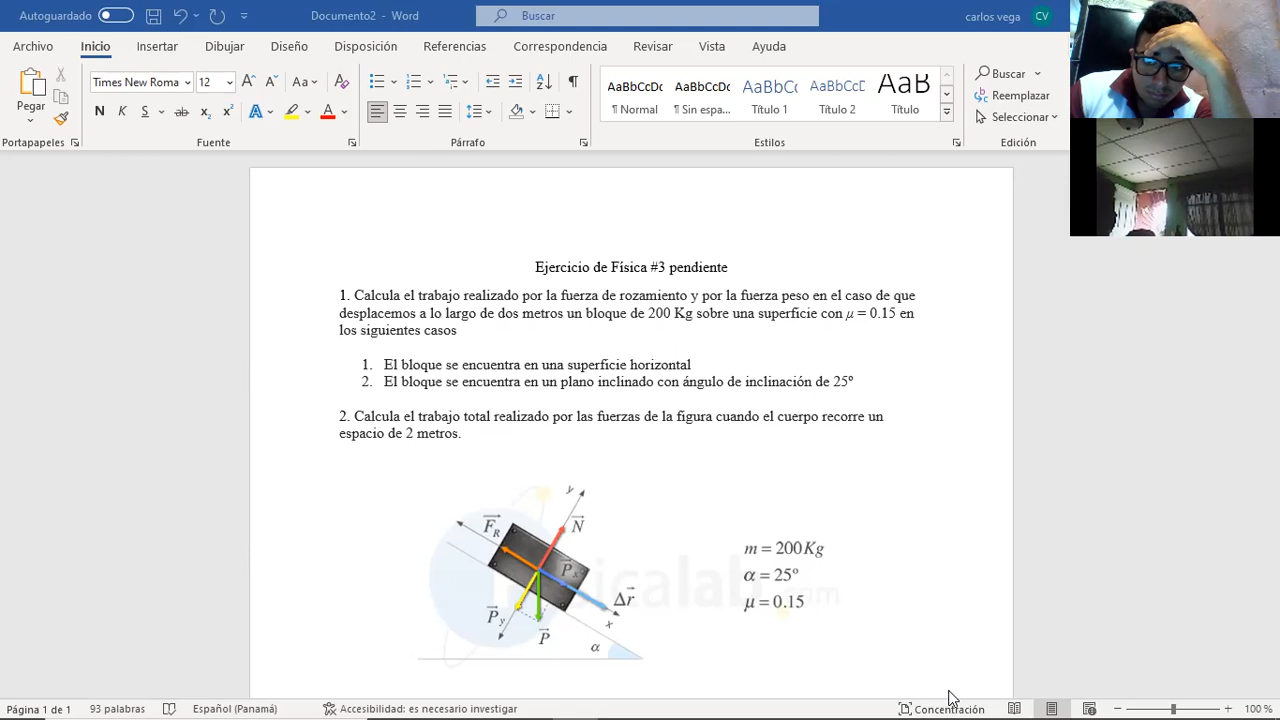 Autoguardado
Documento2 - Word
Buscar
carlos vega
CV
Archivo Inicio Insertar Dibujar Diseño Disposición Referencias Correspondencia Revisar Vista Ayuda
Pegar
Times New Roma 12
Aa
N K S ab x₂ x² A A
AaBbCcDc AaBbCcDc AaBbCc AaBbCcD AaB
¶ Normal ¶ Sin espa... Título 1 Título 2 Título
Buscar
Reemplazar
Seleccionar
Portapapeles Fuente Párrafo Estilos Edición
Ejercicio de Física #3 pendiente
1. Calcula el trabajo realizado por la fuerza de rozamiento y por la fuerza peso en el caso de que
desplacemos a lo largo de dos metros un bloque de 200 Kg sobre una superficie con μ = 0.15 en
los siguientes casos
1. El bloque se encuentra en una superficie horizontal
2. El bloque se encuentra en un plano inclinado con ángulo de inclinación de 25º
2. Calcula el trabajo total realizado por las fuerzas de la figura cuando el cuerpo recorre un
espacio de 2 metros.
y
F_R
N
P_x
Δr
x
P_y
P
α
m = 200Kg
α = 25º
μ = 0.15
Página 1 de 1 93 palabras Español (Panamá) Accesibilidad: es necesario investigar Concentración 100 %